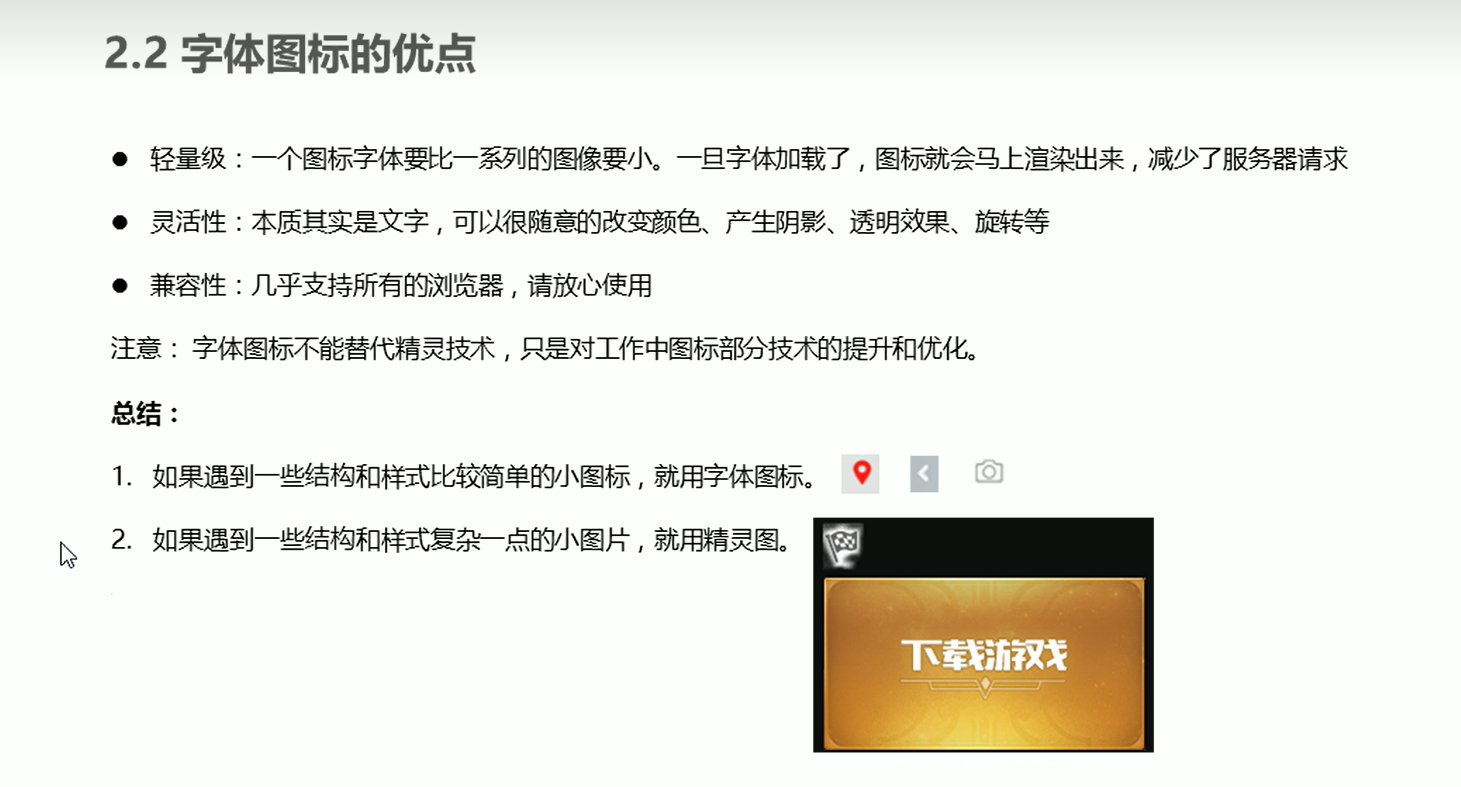 2.2 字体图标的优点
● 轻量级：一个图标字体要比一系列的图像要小。一旦字体加载了，图标就会马上渲染出来，减少了服务器请求
● 灵活性：本质其实是文字，可以很随意的改变颜色、产生阴影、透明效果、旋转等
● 兼容性：几乎支持所有的浏览器，请放心使用
注意： 字体图标不能替代精灵技术，只是对工作中图标部分技术的提升和优化。
总结：
1. 如果遇到一些结构和样式比较简单的小图标，就用字体图标。
2. 如果遇到一些结构和样式复杂一点的小图片，就用精灵图。
下载游戏